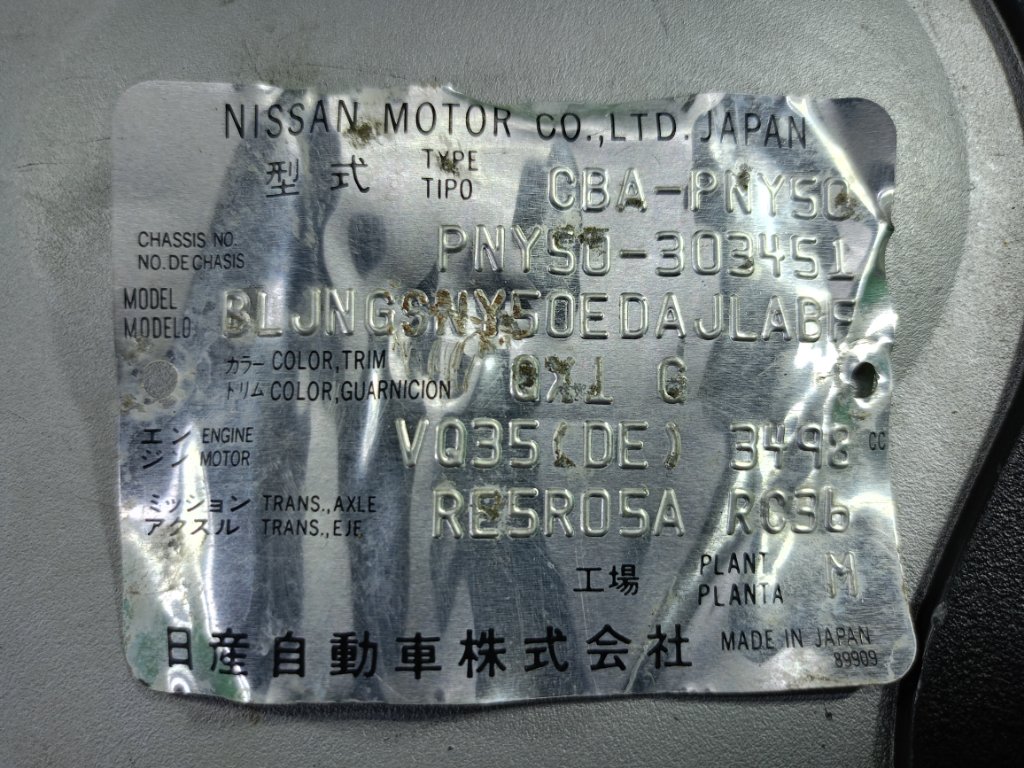 NISSAN MOTOR CO.,LTD. JAPAN
型式 TYPE TIPO CBA-PNY50
CHASSIS NO. NO. DE CHASIS PNY50-303451
MODEL MODELO BLJNGSNY50EDAJLABF
カラー COLOR, TRIM
トリム COLOR, GUARNICION QX1 G
エンジン ENGINE MOTOR VQ35(DE) 3498 CC
ミッション TRANS., AXLE
アクスル TRANS., EJE RE5R05A RC36
工場 PLANT PLANTA M
日産自動車株式会社 MADE IN JAPAN
89909